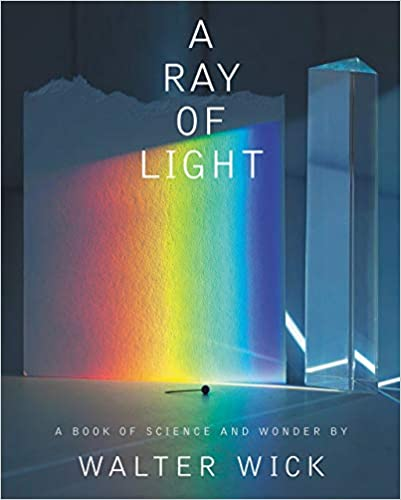 A
RAY
OF
LIGHT
A BOOK OF SCIENCE AND WONDER BY
WALTER WICK